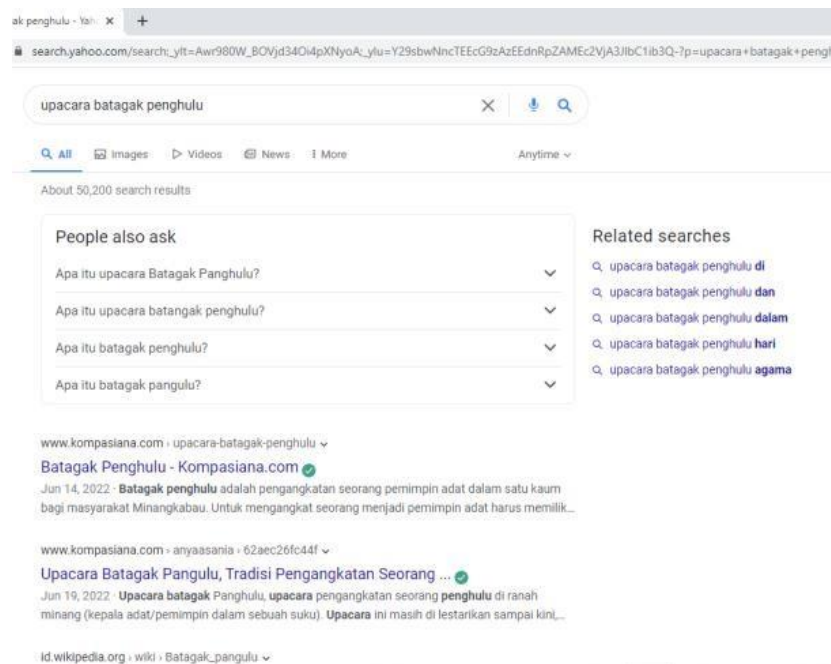 ak penghulu - Yah
search.yahoo.com/search;_ylt=Awr980W_BOVjd34Oi4pXNyoA;_ylu=Y29sbwNncTEEcG9zAzEEdnRpZAMEc2VjA3JlbC1ib3Q-?p=upacara+batagak+pengh
upacara batagak penghulu
All Images Videos News More Anytime
About 50,200 search results
People also ask
Apa itu upacara Batagak Panghulu?
Apa itu upacara batangak penghulu?
Apa itu batagak penghulu?
Apa itu batagak pangulu?
Related searches
upacara batagak penghulu di
upacara batagak penghulu dan
upacara batagak penghulu dalam
upacara batagak penghulu hari
upacara batagak penghulu agama
www.kompasiana.com › upacara-batagak-penghulu
Batagak Penghulu - Kompasiana.com
Jun 14, 2022 · Batagak penghulu adalah pengangkatan seorang pemimpin adat dalam satu kaum
bagi masyarakat Minangkabau. Untuk mengangkat seorang menjadi pemimpin adat harus memilik...
www.kompasiana.com › anyaasania › 62aec26fc44f
Upacara Batagak Pangulu, Tradisi Pengangkatan Seorang ...
Jun 19, 2022 · Upacara batagak Panghulu, upacara pengangkatan seorang penghulu di ranah
minang (kepala adat/pemimpin dalam sebuah suku). Upacara ini masih di lestarikan sampai kini,...
id.wikipedia.org › wiki › Batagak_pangulu